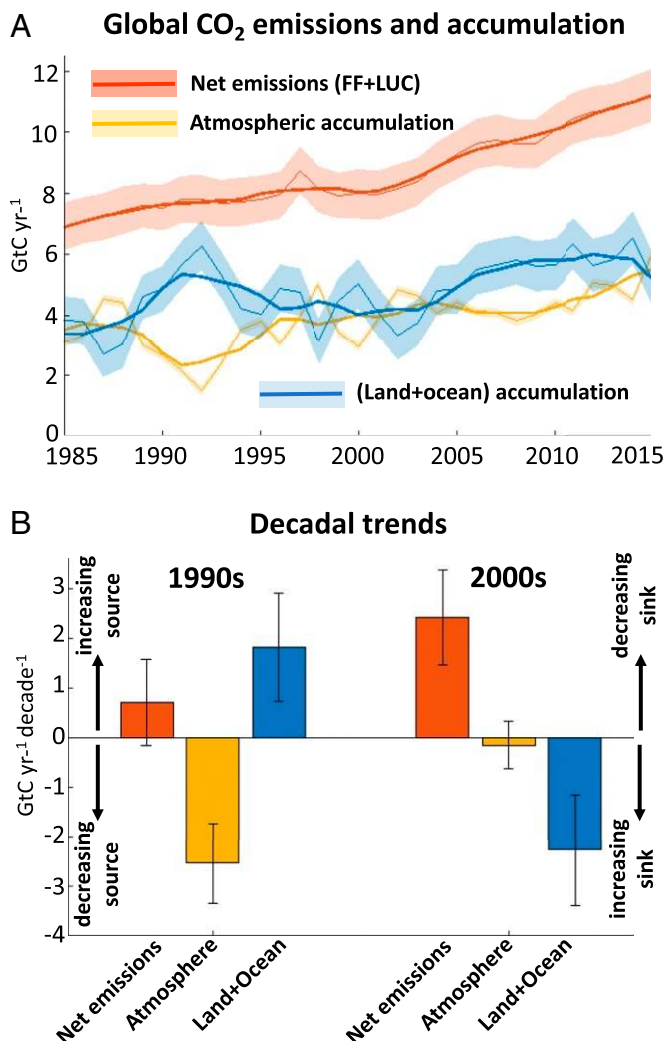 A
Global CO₂ emissions and accumulation
12
10
8
6
4
2
0
GtC yr-¹
Net emissions (FF+LUC)
Atmospheric accumulation
(Land+ocean) accumulation
1985
1990
1995
2000
2005
2010
2015
B
Decadal trends
increasing
source
decreasing
source
GtC yr-¹ decade-¹
3
2
1
0
-1
-2
-3
-4
1990s
2000s
decreasing
sink
increasing
sink
Net emissions
Atmosphere
Land+Ocean
Net emissions
Atmosphere
Land+Ocean